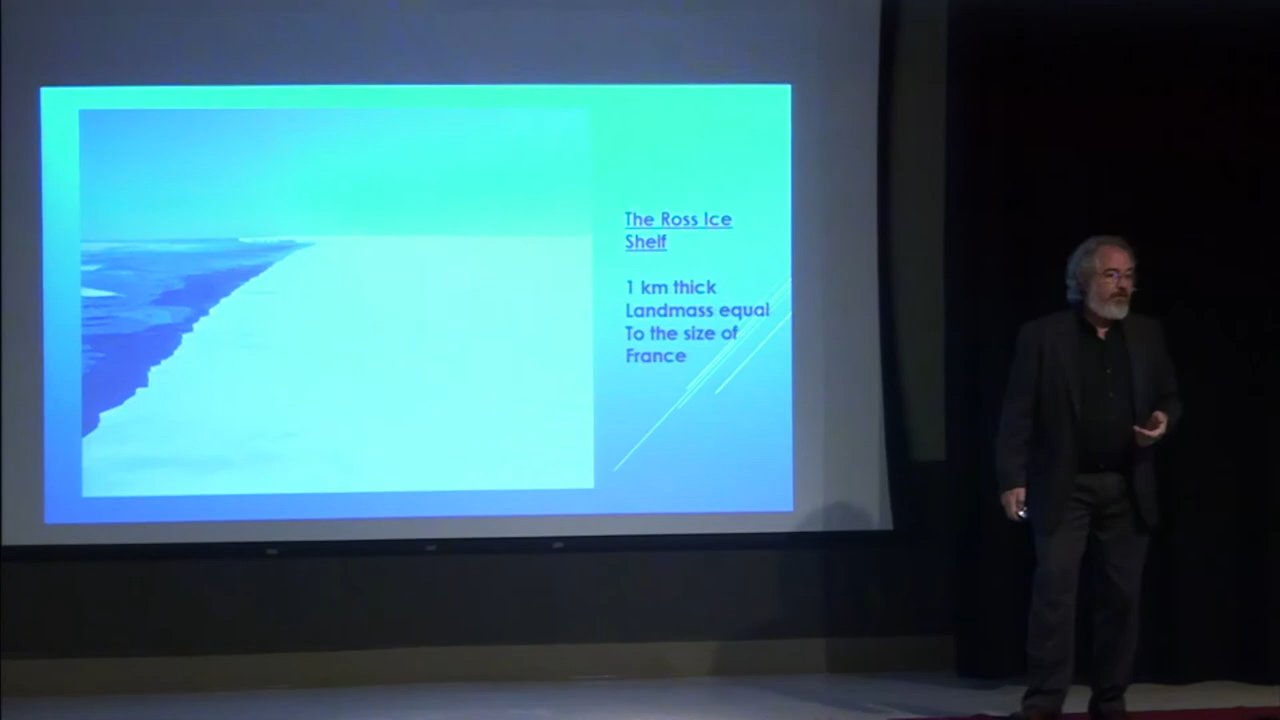 The Ross Ice
Shelf
1 km thick
Landmass equal
To the size of
France